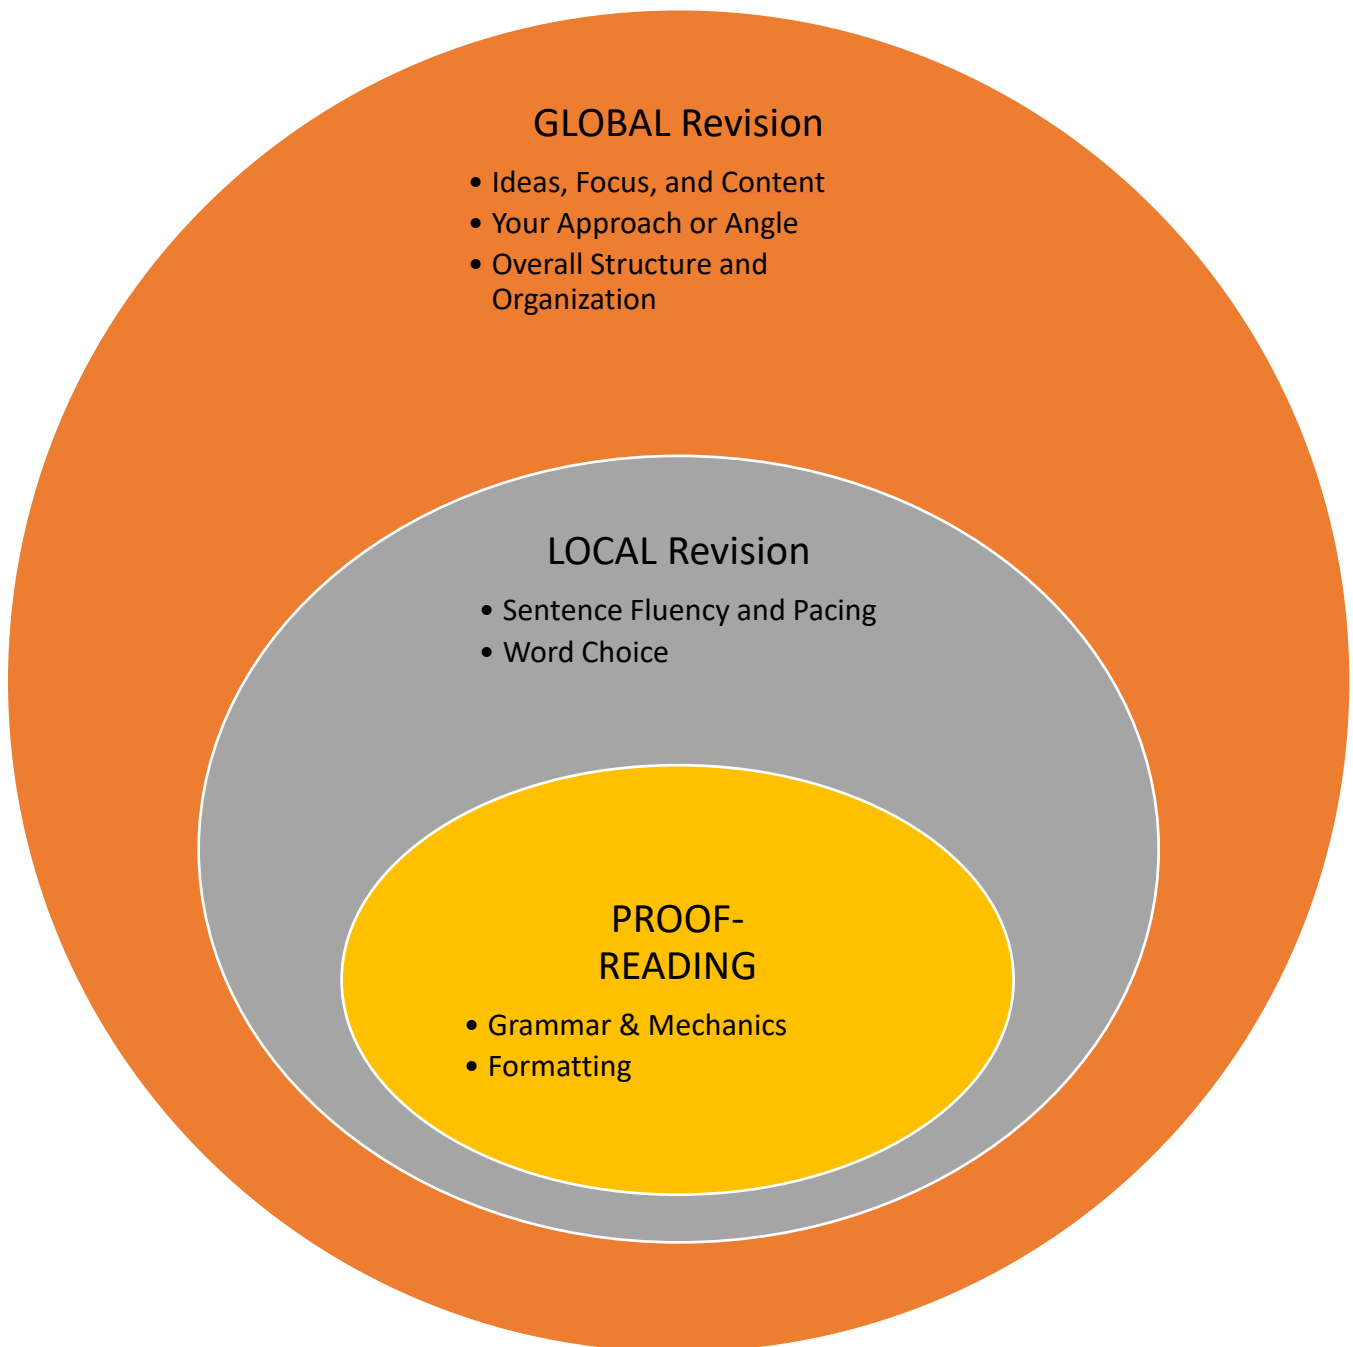 GLOBAL Revision
• Ideas, Focus, and Content
• Your Approach or Angle
• Overall Structure and
Organization
LOCAL Revision
• Sentence Fluency and Pacing
• Word Choice
PROOF-
READING
• Grammar & Mechanics
• Formatting